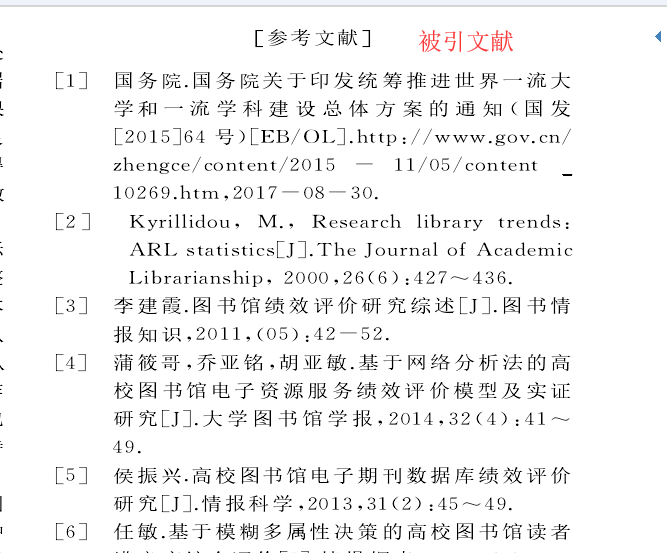 [参考文献] 被引文献
[1] 国务院.国务院关于印发统筹推进世界一流大
学和一流学科建设总体方案的通知(国发
[2015]64 号)[EB/OL].http://www.gov.cn/
zhengce/content/2015 — 11/05/content _
10269.htm,2017—08—30.
[2] Kyrillidou, M., Research library trends:
ARL statistics[J].The Journal of Academic
Librarianship, 2000,26(6):427~436.
[3] 李建霞.图书馆绩效评价研究综述[J].图书情
报知识,2011,(05):42—52.
[4] 蒲筱哥,乔亚铭,胡亚敏.基于网络分析法的高
校图书馆电子资源服务绩效评价模型及实证
研究[J].大学图书馆学报,2014,32(4):41~
49.
[5] 侯振兴.高校图书馆电子期刊数据库绩效评价
研究[J].情报科学,2013,31(2):45~49.
[6] 任敏.基于模糊多属性决策的高校图书馆读者